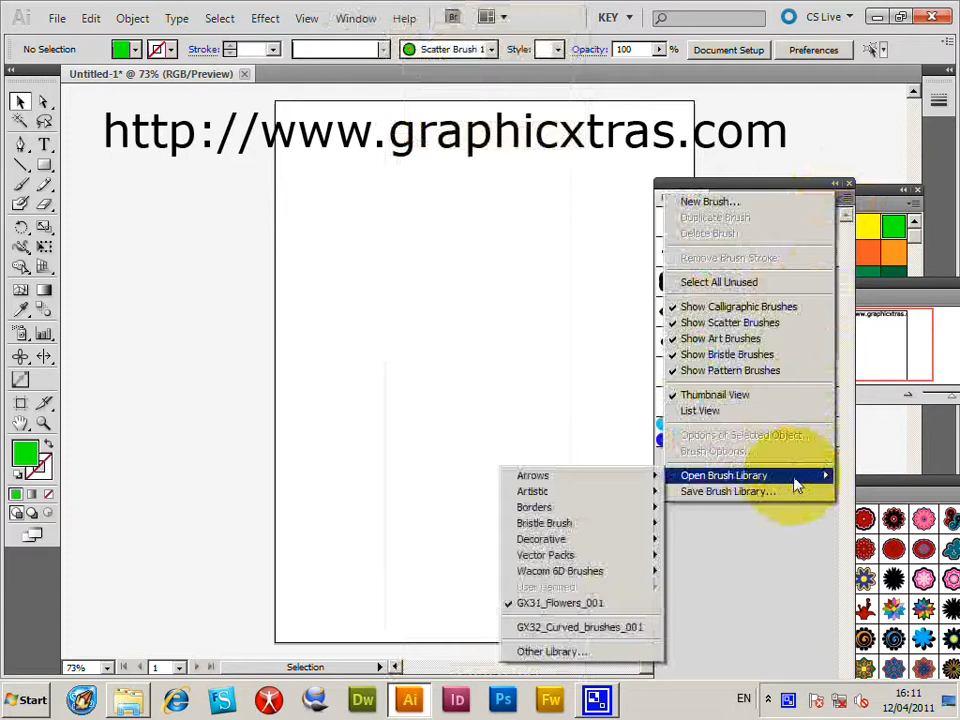 Ai File Edit Object Type Select Effect View Window Help Br KEY CS Live
No Selection Stroke: Scatter Brush 1 Style: Opacity: 100 % Document Setup Preferences
Untitled-1* @ 73% (RGB/Preview)
http://www.graphicxtras.com
New Brush...
Duplicate Brush
Delete Brush
Remove Brush Stroke
Select All Unused
Show Calligraphic Brushes
Show Scatter Brushes
Show Art Brushes
Show Bristle Brushes
Show Pattern Brushes
Thumbnail View
List View
Options of Selected Object...
Brush Options...
Open Brush Library
Save Brush Library...
Arrows
Artistic
Borders
Bristle Brush
Decorative
Vector Packs
Wacom 6D Brushes
User Defined
GX31_Flowers_001
GX32_Curved_brushes_001
Other Library...
73% 1 Selection
Start Dw Ai Id Ps Fw EN 16:11
12/04/2011